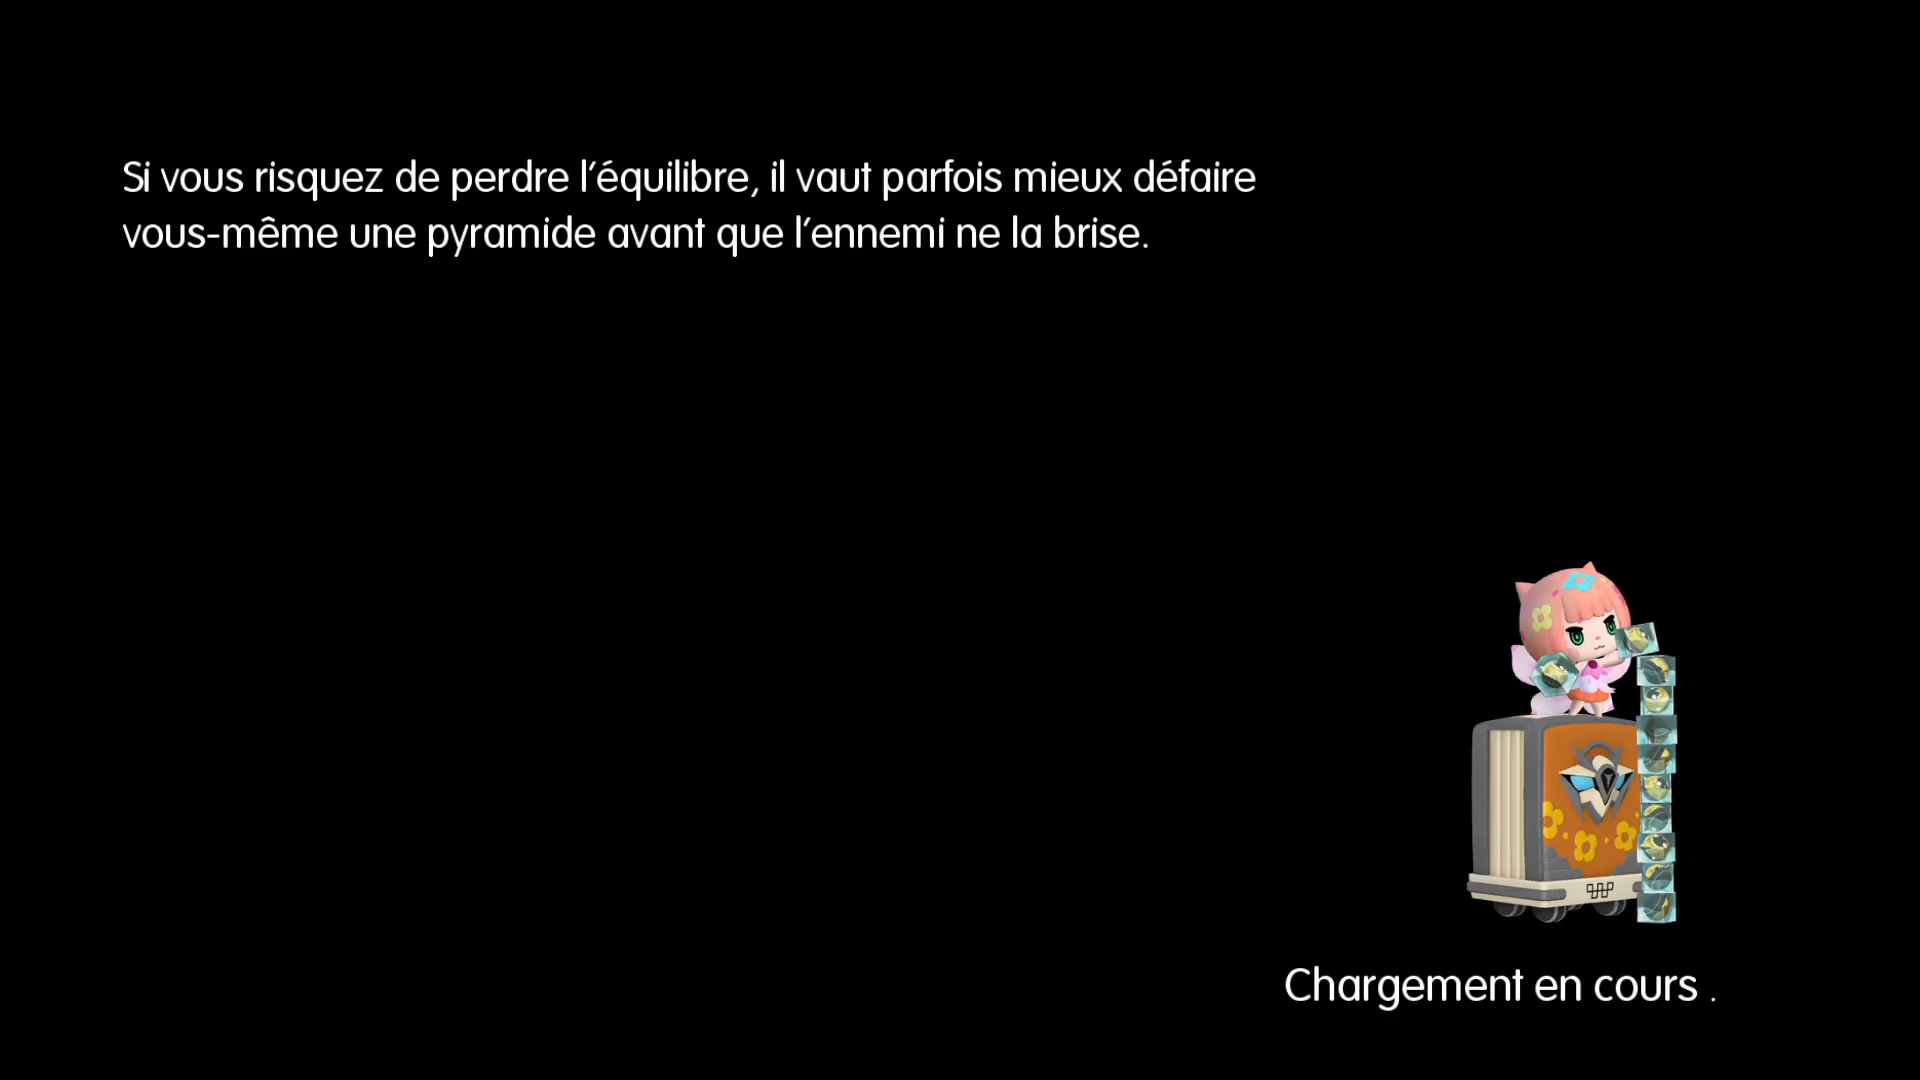 Si vous risquez de perdre l'équilibre, il vaut parfois mieux défaire
vous-même une pyramide avant que l'ennemi ne la brise.
Chargement en cours .